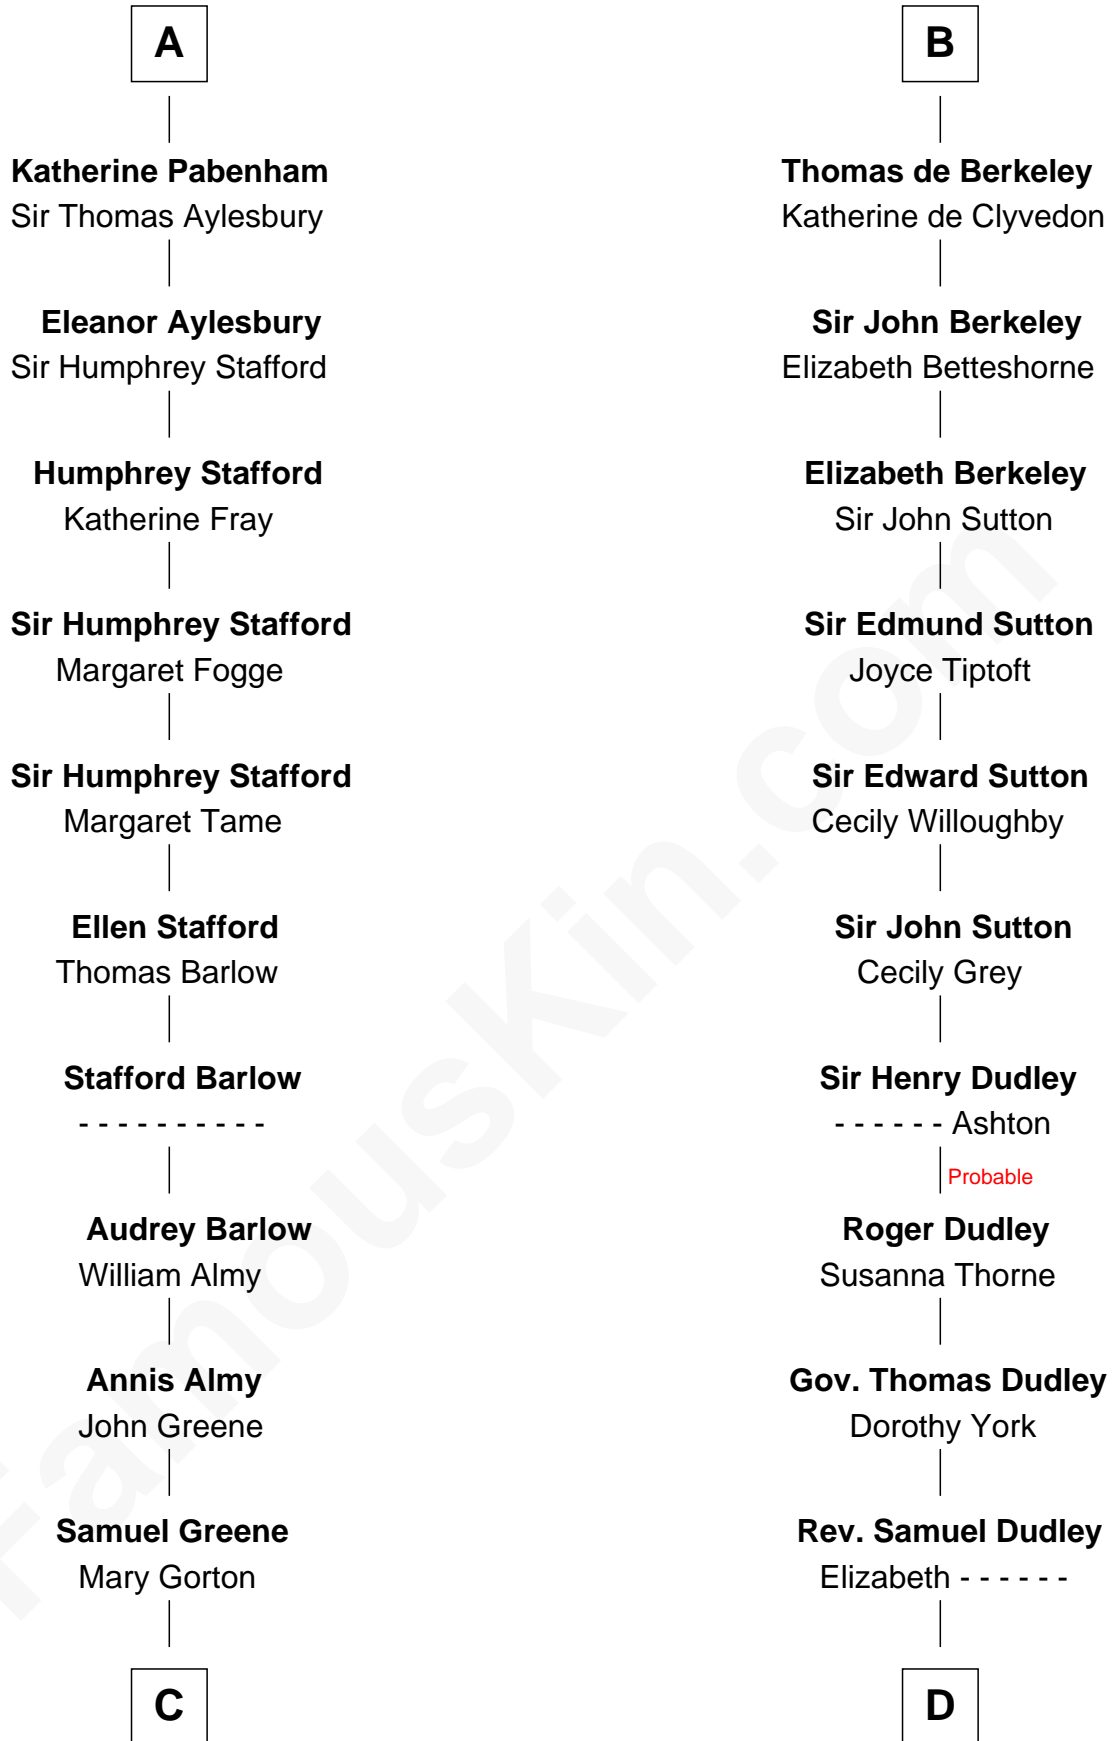 A
Katherine Pabenham
Sir Thomas Aylesbury
Eleanor Aylesbury
Sir Humphrey Stafford
Humphrey Stafford
Katherine Fray
Sir Humphrey Stafford
Margaret Fogge
Sir Humphrey Stafford
Margaret Tame
Ellen Stafford
Thomas Barlow
Stafford Barlow
- - - - - - - - - -
Audrey Barlow
William Almy
Annis Almy
John Greene
Samuel Greene
Mary Gorton
C
B
Thomas de Berkeley
Katherine de Clyvedon
Sir John Berkeley
Elizabeth Betteshorne
Elizabeth Berkeley
Sir John Sutton
Sir Edmund Sutton
Joyce Tiptoft
Sir Edward Sutton
Cecily Willoughby
Sir John Sutton
Cecily Grey
Sir Henry Dudley
- - - - - - Ashton
Probable
Roger Dudley
Susanna Thorne
Gov. Thomas Dudley
Dorothy York
Rev. Samuel Dudley
Elizabeth - - - - - -
D
FamousKin.com